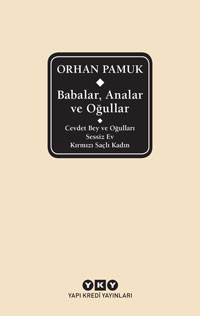 ORHAN PAMUK
Babalar, Analar
ve Oğullar
Cevdet Bey ve Oğulları
Sessiz Ev
Kırmızı Saçlı Kadın
YKY
YAPI KREDİ YAYINLARI